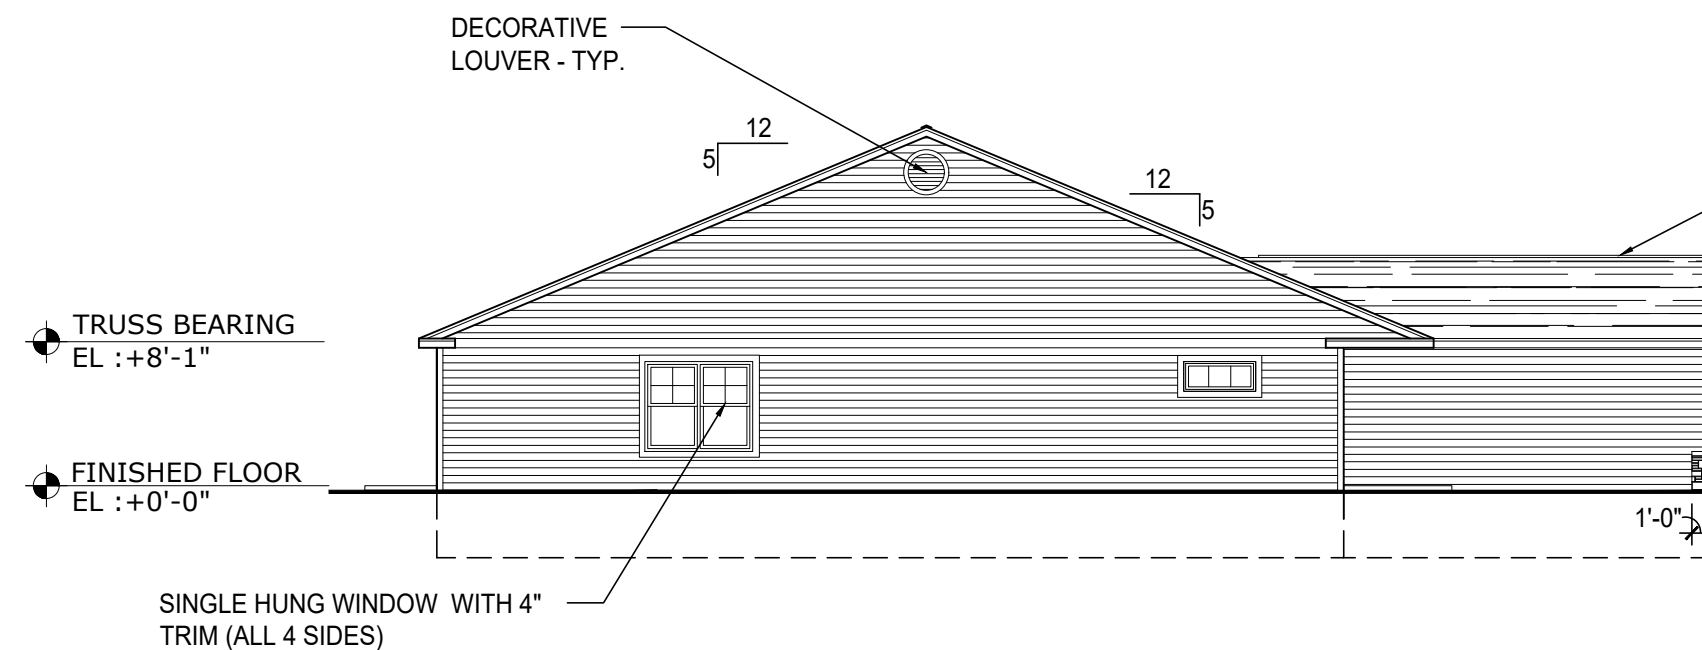 DECORATIVE
LOUVER - TYP.
12
5
12
5
TRUSS BEARING
EL :+8'-1"
FINISHED FLOOR
EL :+0'-0"
1'-0"
SINGLE HUNG WINDOW  WITH 4"
TRIM (ALL 4 SIDES)